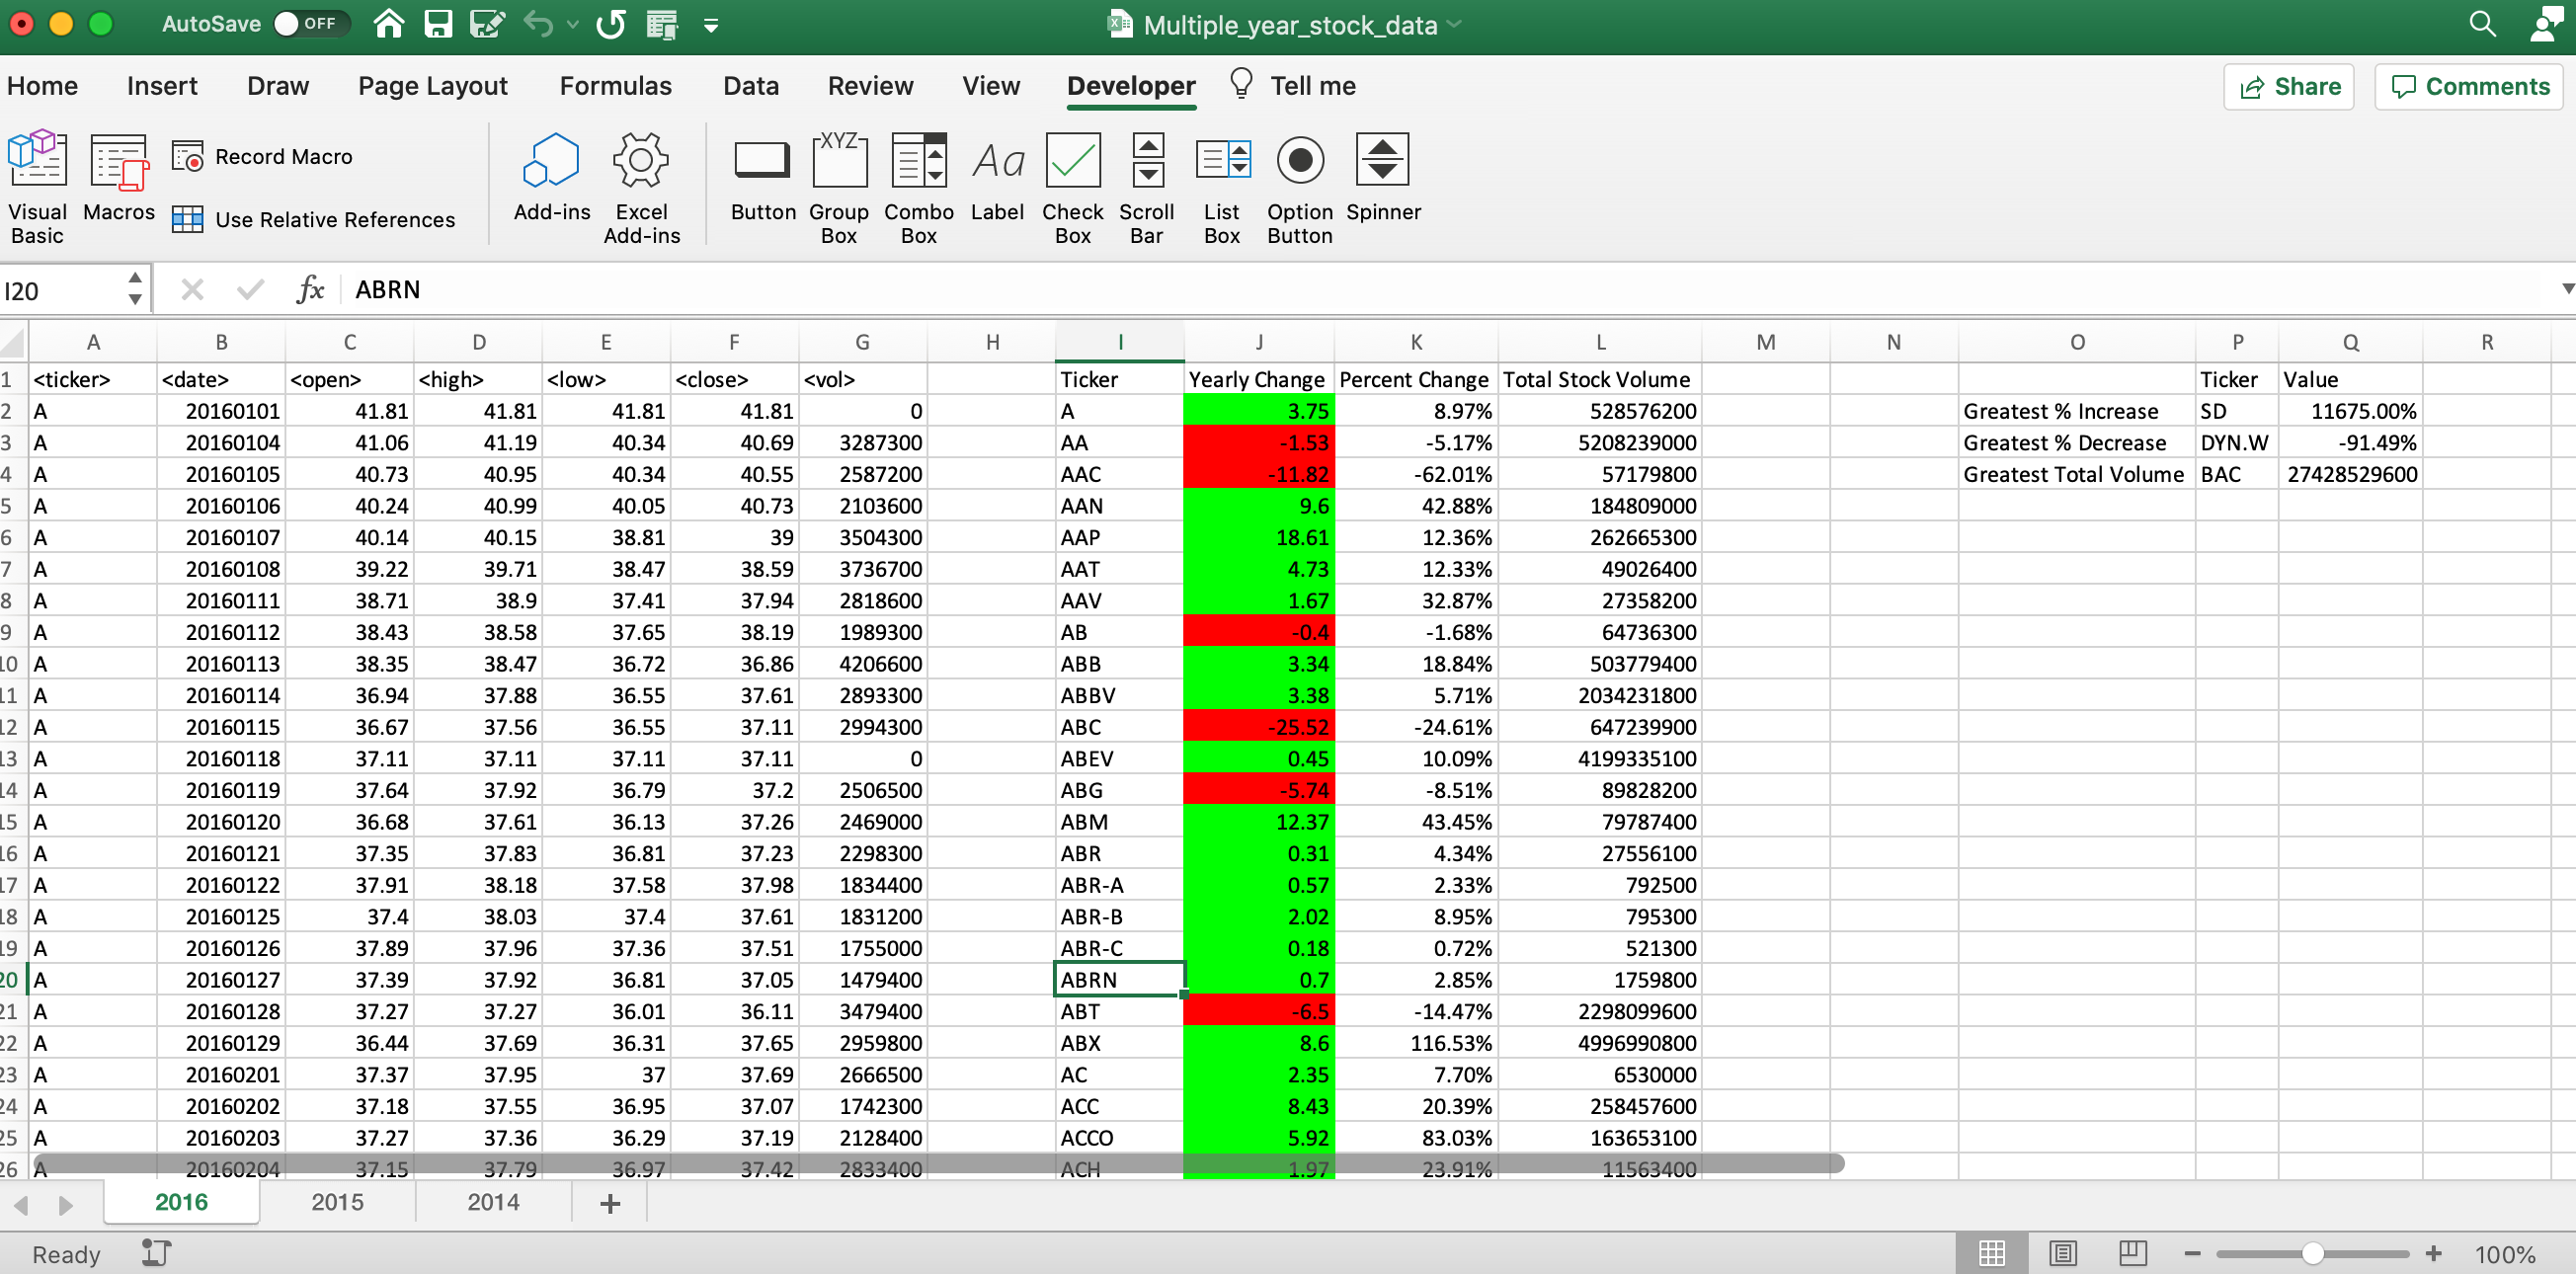 AutoSave OFF Multiple_year_stock_data
Home Insert Draw Page Layout Formulas Data Review View Developer Tell me Share Comments
Visual Basic Macros Record Macro Use Relative References Add-ins Excel Add-ins Button XYZ Group Box Combo Box Aa Label Check Box Scroll Bar List Box Option Button Spinner
I20 fx ABRN
A B C D E F G H I J K L M N O P Q R
1 <ticker> <date> <open> <high> <low> <close> <vol> Ticker Yearly Change Percent Change Total Stock Volume Ticker Value
2 A 20160101 41.81 41.81 41.81 41.81 0 A 3.75 8.97% 528576200 Greatest % Increase SD 11675.00%
3 A 20160104 41.06 41.19 40.34 40.69 3287300 AA -1.53 -5.17% 5208239000 Greatest % Decrease DYN.W -91.49%
4 A 20160105 40.73 40.95 40.34 40.55 2587200 AAC -11.82 -62.01% 57179800 Greatest Total Volume BAC 27428529600
5 A 20160106 40.24 40.99 40.05 40.73 2103600 AAN 9.6 42.88% 184809000
6 A 20160107 40.14 40.15 38.81 39 3504300 AAP 18.61 12.36% 262665300
7 A 20160108 39.22 39.71 38.47 38.59 3736700 AAT 4.73 12.33% 49026400
8 A 20160111 38.71 38.9 37.41 37.94 2818600 AAV 1.67 32.87% 27358200
9 A 20160112 38.43 38.58 37.65 38.19 1989300 AB -0.4 -1.68% 64736300
10 A 20160113 38.35 38.47 36.72 36.86 4206600 ABB 3.34 18.84% 503779400
11 A 20160114 36.94 37.88 36.55 37.61 2893300 ABBV 3.38 5.71% 2034231800
12 A 20160115 36.67 37.56 36.55 37.11 2994300 ABC -25.52 -24.61% 647239900
13 A 20160118 37.11 37.11 37.11 37.11 0 ABEV 0.45 10.09% 4199335100
14 A 20160119 37.64 37.92 36.79 37.2 2506500 ABG -5.74 -8.51% 89828200
15 A 20160120 36.68 37.61 36.13 37.26 2469000 ABM 12.37 43.45% 79787400
16 A 20160121 37.35 37.83 36.81 37.23 2298300 ABR 0.31 4.34% 27556100
17 A 20160122 37.91 38.18 37.58 37.98 1834400 ABR-A 0.57 2.33% 792500
18 A 20160125 37.4 38.03 37.4 37.61 1831200 ABR-B 2.02 8.95% 795300
19 A 20160126 37.89 37.96 37.36 37.51 1755000 ABR-C 0.18 0.72% 521300
20 A 20160127 37.39 37.92 36.81 37.05 1479400 ABRN 0.7 2.85% 1759800
21 A 20160128 37.27 37.27 36.01 36.11 3479400 ABT -6.5 -14.47% 2298099600
22 A 20160129 36.44 37.69 36.31 37.65 2959800 ABX 8.6 116.53% 4996990800
23 A 20160201 37.37 37.95 37 37.69 2666500 AC 2.35 7.70% 6530000
24 A 20160202 37.18 37.55 36.95 37.07 1742300 ACC 8.43 20.39% 258457600
25 A 20160203 37.27 37.36 36.29 37.19 2128400 ACCO 5.92 83.03% 163653100
26 A 20160204 37.15 37.79 36.97 37.42 2833400 ACH 1.97 23.91% 11563400
2016 2015 2014 +
Ready 100%